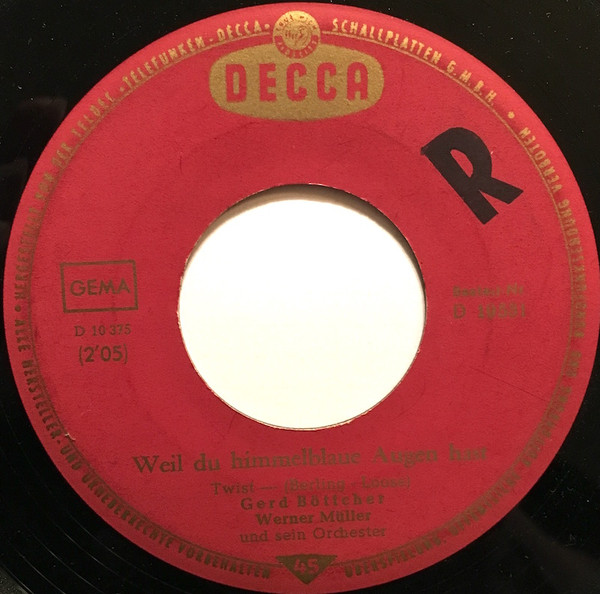 TELEFUNKEN - DECCA - SCHALLPLATTEN G.M.B.H.
DECCA
R
GEMA
D 10 375
(2'05)
D
Weil du himmelblaue Augen hast
Twist —
Gerd Böttcher
Werner Müller
und sein Orchester
45
ALLE HERSTELLER- UND URHEBERRECHTE VORBEHALTEN
VERBOTEN